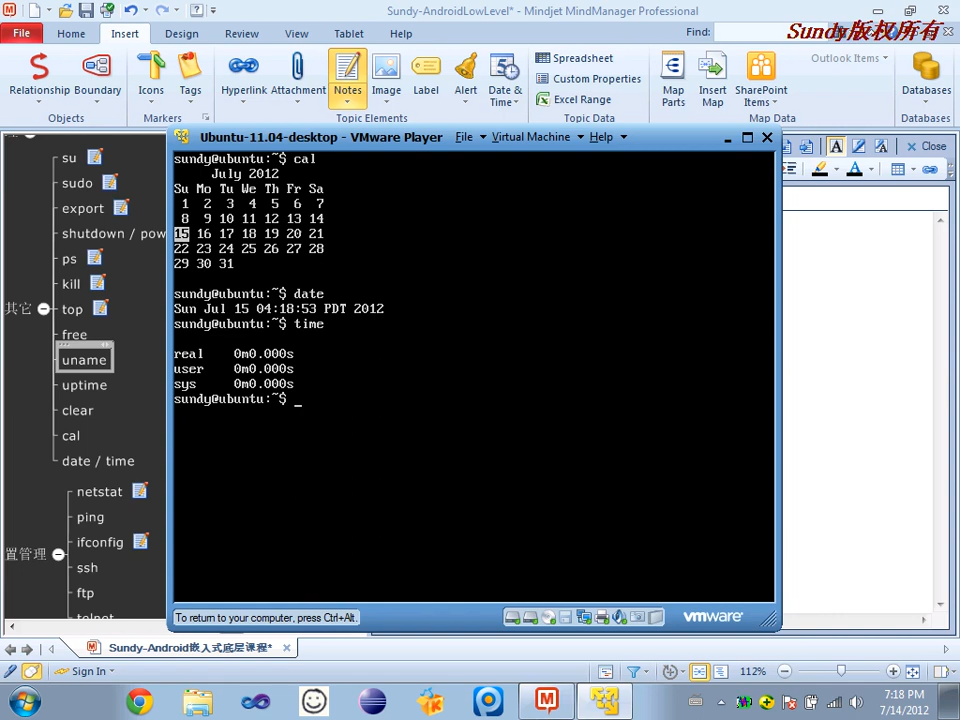 Sundy-AndroidLowLevel* - Mindjet MindManager Professional
Sundy版权所有
File Home Insert Design Review View Tablet Help Find:
Relationship Boundary Icons Tags Hyperlink Attachment Notes Image Label Alert Date & Time
Spreadsheet
Custom Properties
Excel Range
Map Parts Insert Map SharePoint Items Outlook Items Databases
Objects Markers Topic Elements Topic Data Map Data Databases
Ubuntu-11.04-desktop - VMware Player File Virtual Machine Help
Close
su
sudo
export
shutdown / pow
ps
kill
其它 top
free
uname
uptime
clear
cal
date / time
netstat
ping
ifconfig
置管理
ssh
ftp
telnet
sundy@ubuntu:~$ cal
July 2012
Su Mo Tu We Th Fr Sa
1 2 3 4 5 6 7
8 9 10 11 12 13 14
15 16 17 18 19 20 21
22 23 24 25 26 27 28
29 30 31
sundy@ubuntu:~$ date
Sun Jul 15 04:18:53 PDT 2012
sundy@ubuntu:~$ time
real 0m0.000s
user 0m0.000s
sys 0m0.000s
sundy@ubuntu:~$ _
To return to your computer, press Ctrl+Alt.
vmware
Sundy-Android嵌入式底层课程*
Sign In
112%
7:18 PM
7/14/2012